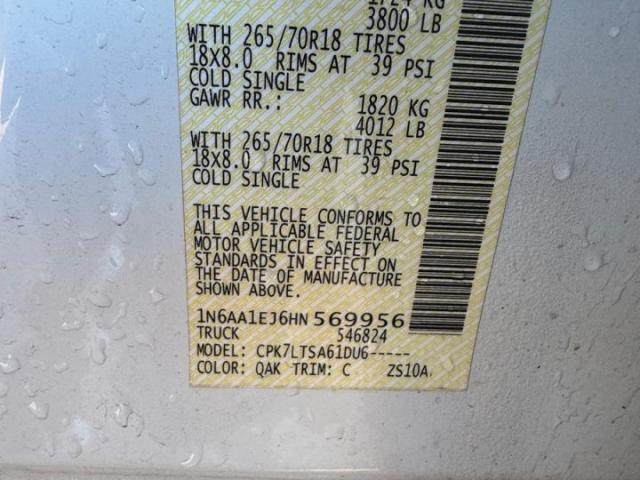 1724 KG
3800 LB
WITH 265/70R18 TIRES
18X8.0 RIMS AT 39 PSI
COLD SINGLE
GAWR RR.: 1820 KG
4012 LB
WITH 265/70R18 TIRES
18X8.0 RIMS AT 39 PSI
COLD SINGLE
THIS VEHICLE CONFORMS TO
ALL APPLICABLE FEDERAL
MOTOR VEHICLE SAFETY
STANDARDS IN EFFECT ON
THE DATE OF MANUFACTURE
SHOWN ABOVE.
1N6AA1EJ6HN569956
TRUCK 546824
MODEL: CPK7LTSA61DU6-----
COLOR: QAK TRIM: C ZS10A